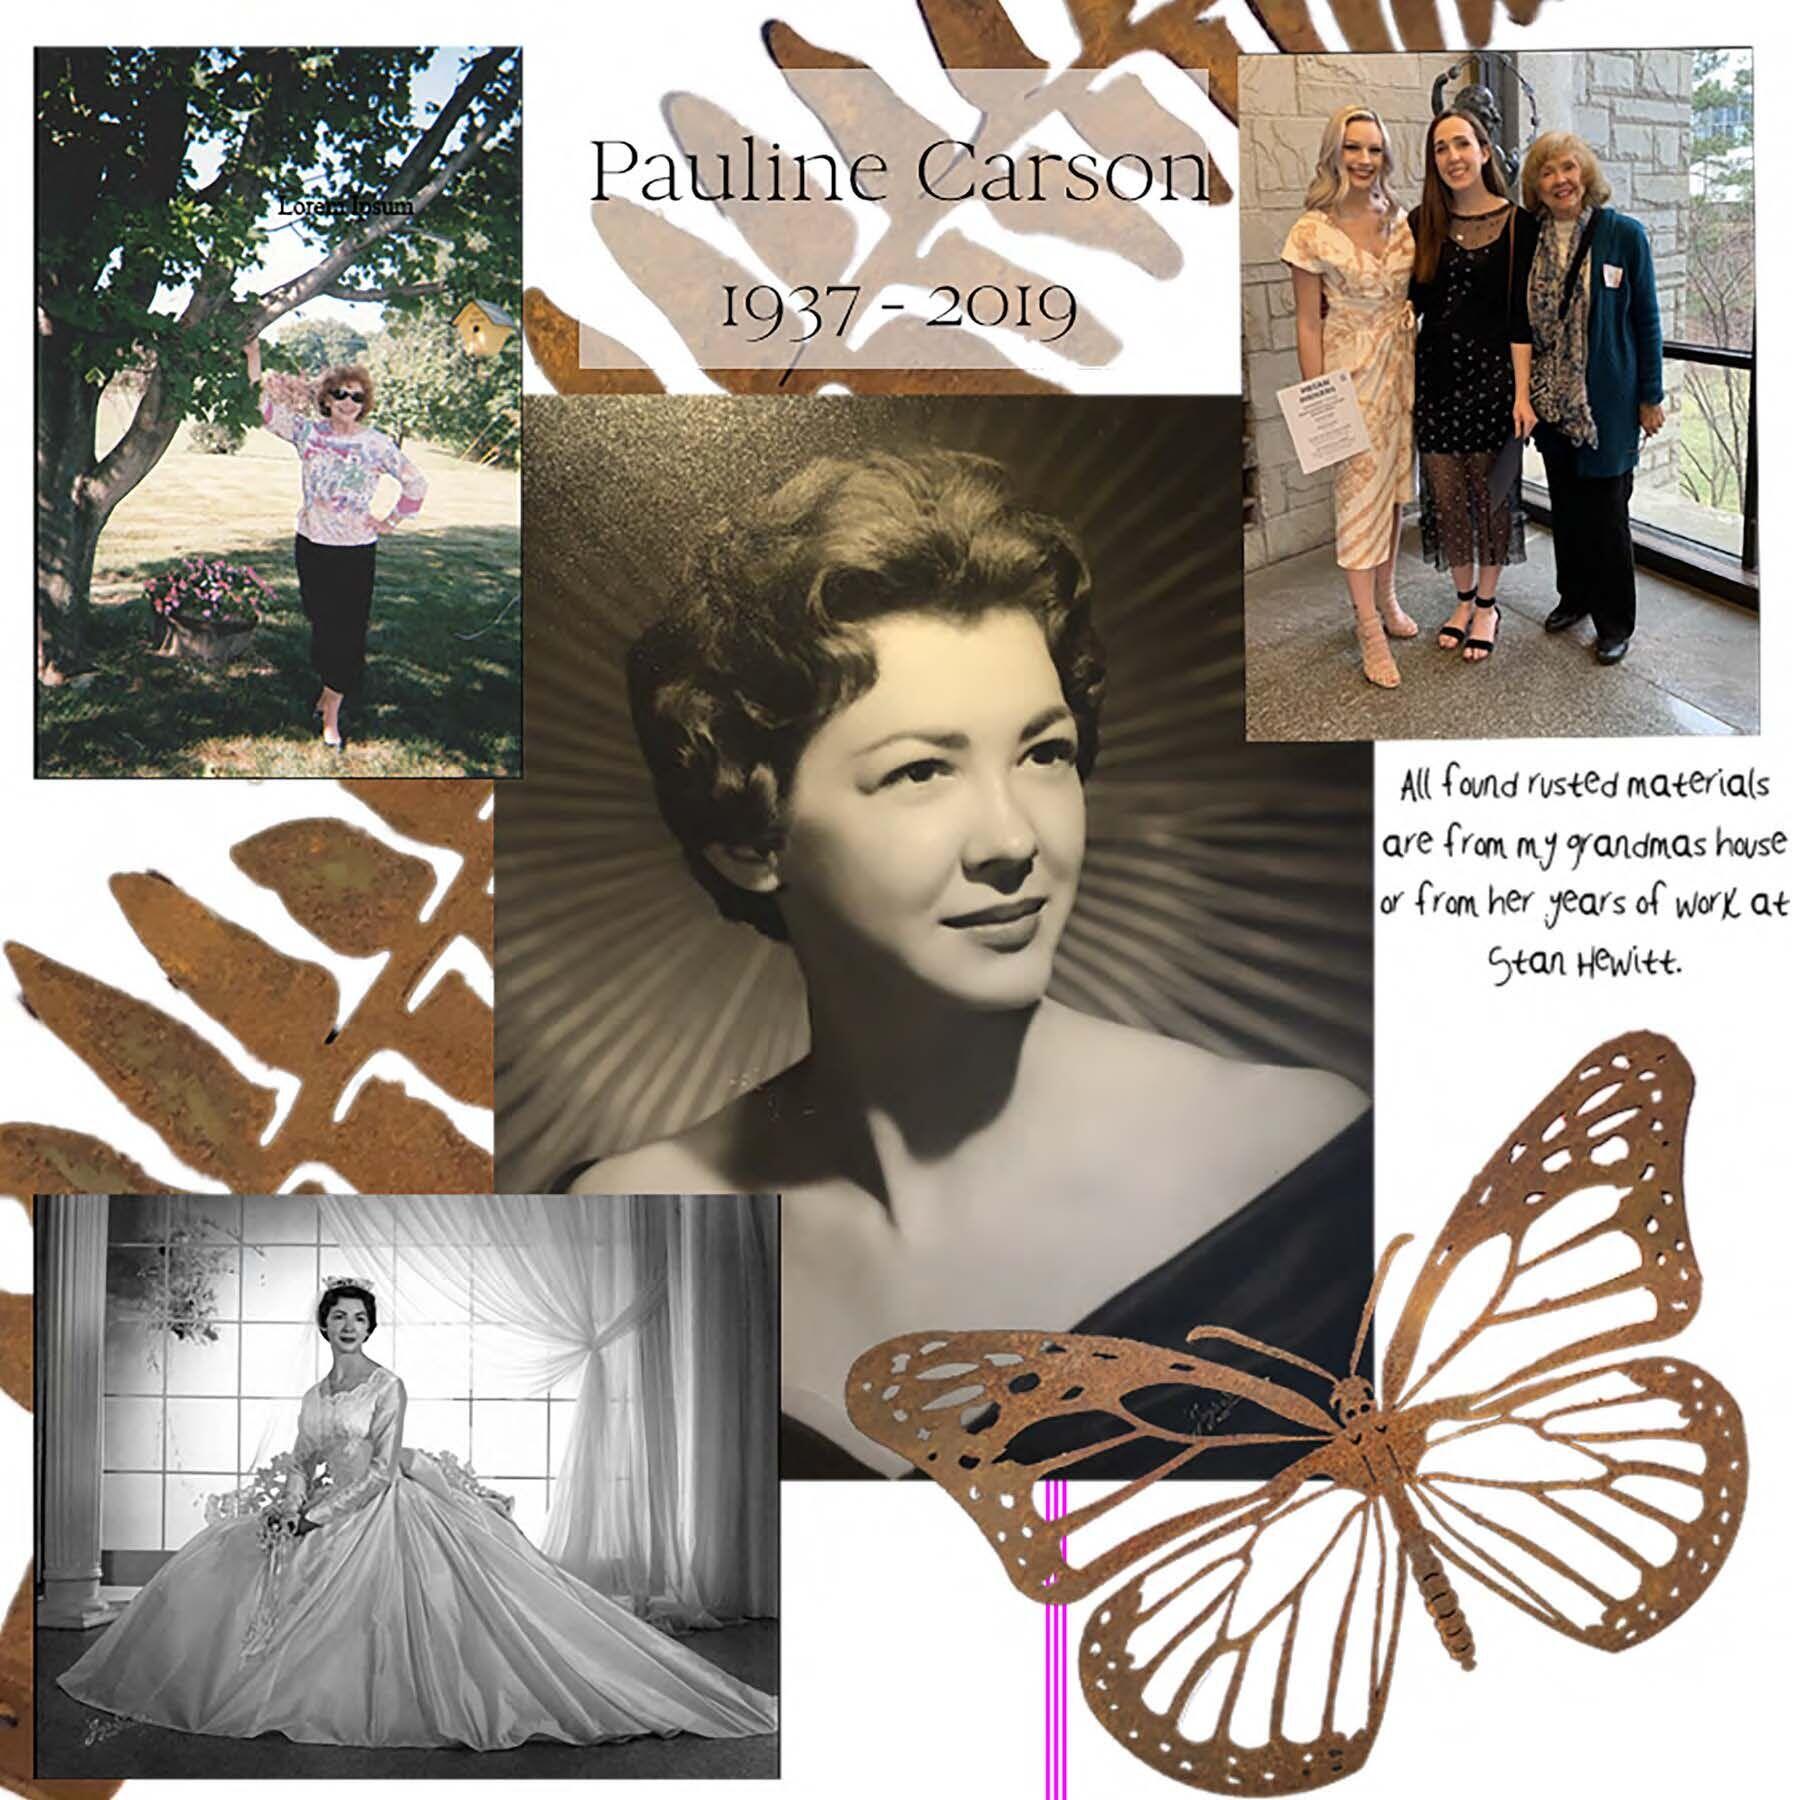 Pauline Carson
1937 - 2019
Lorem Ipsum
All found rusted materials
are from my grandmas house
or from her years of work at
Stan Hewitt.